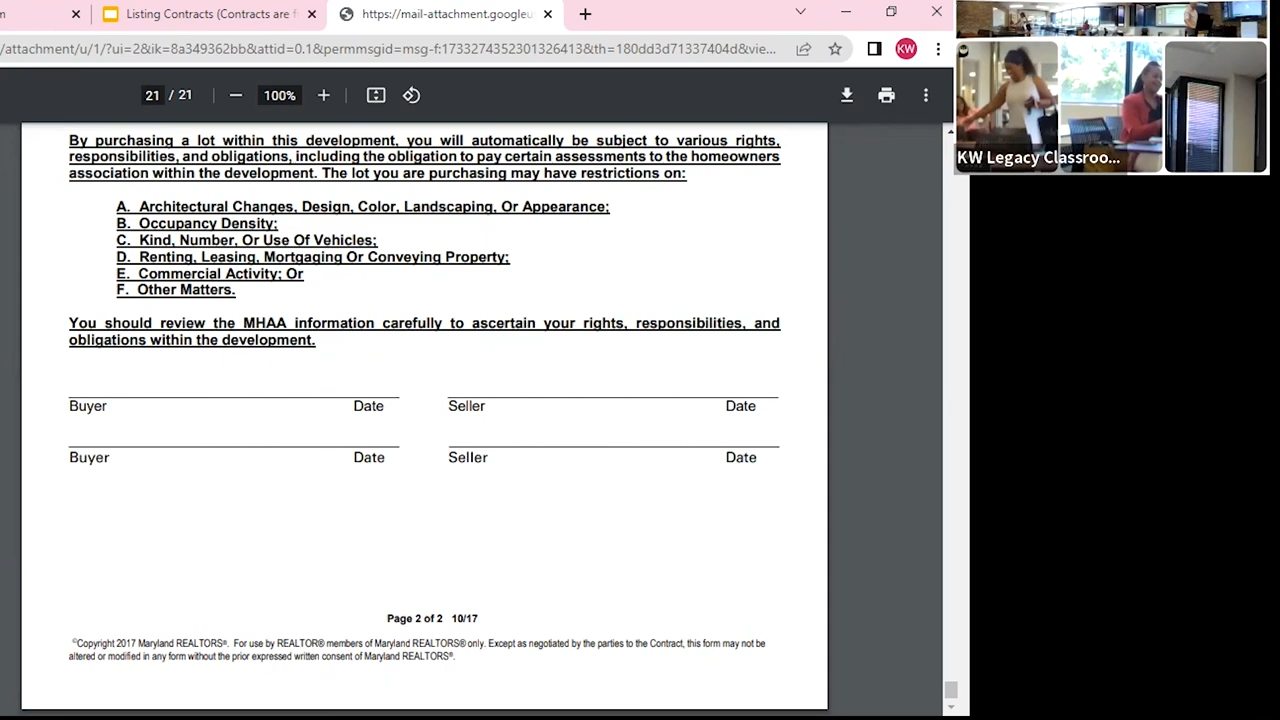 m
Listing Contracts (Contracts are f
https://mail-attachment.googleu
/attachment/u/1/?ui=2&ik=8a349362bb&attid=0.1&permmsgid=msg-f:1733274352301326413&th=180dd3d71337404d&vie...
KW
21 / 21
100%
By purchasing a lot within this development, you will automatically be subject to various rights,
responsibilities, and obligations, including the obligation to pay certain assessments to the homeowners
association within the development. The lot you are purchasing may have restrictions on:
A. Architectural Changes, Design, Color, Landscaping, Or Appearance;
B. Occupancy Density;
C. Kind, Number, Or Use Of Vehicles;
D. Renting, Leasing, Mortgaging Or Conveying Property;
E. Commercial Activity; Or
F. Other Matters.
You should review the MHAA information carefully to ascertain your rights, responsibilities, and
obligations within the development.
Buyer Date Seller Date
Buyer Date Seller Date
Page 2 of 2 10/17
©Copyright 2017 Maryland REALTORS®. For use by REALTOR® members of Maryland REALTORS® only. Except as negotiated by the parties to the Contract, this form may not be
altered or modified in any form without the prior expressed written consent of Maryland REALTORS®.
KW Legacy Classroo...